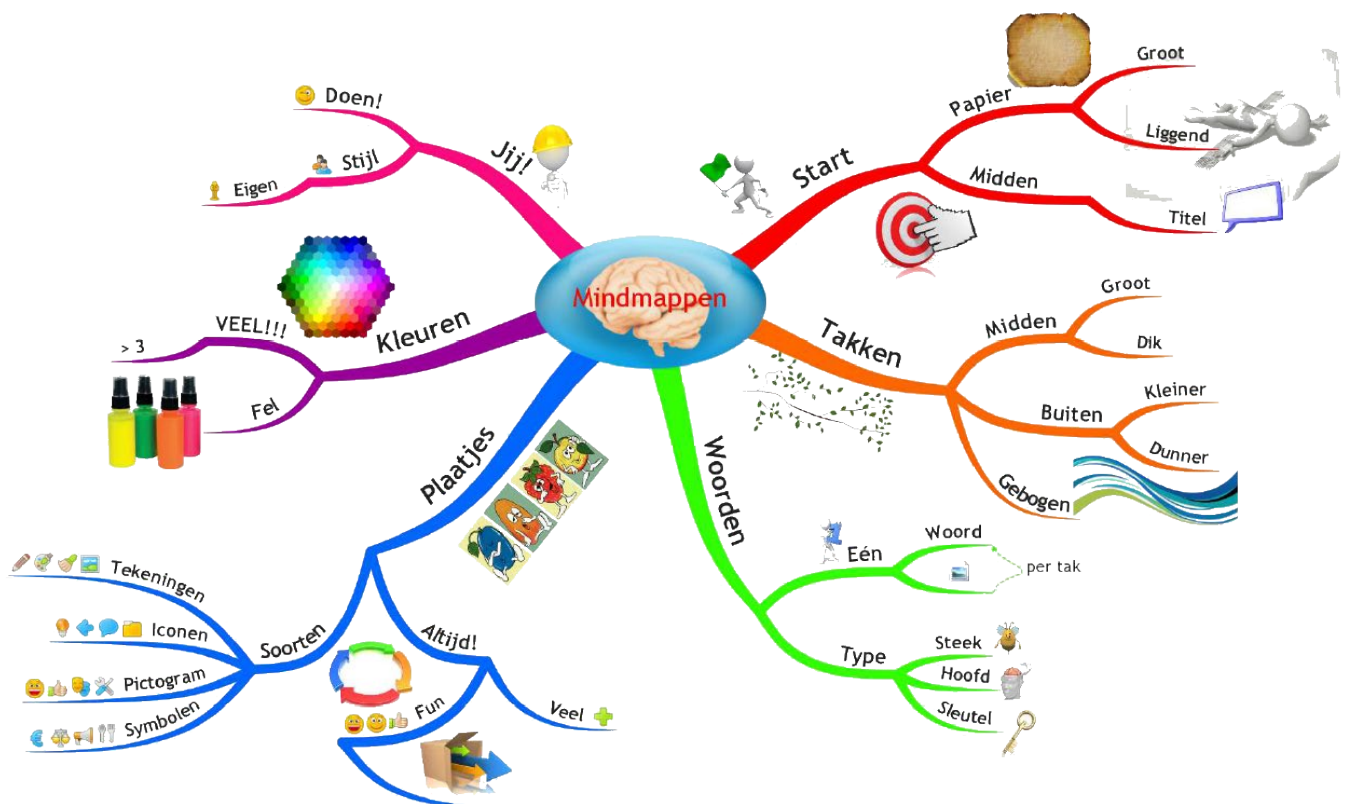 Mindmappen
Start
Papier
Groot
Liggend
Midden
Titel
Takken
Midden
Groot
Dik
Buiten
Kleiner
Dunner
Gebogen
Woorden
Eén
Woord
per tak
Type
Steek
Hoofd
Sleutel
Plaatjes
Altijd!
Veel
Fun
Soorten
Tekeningen
Iconen
Pictogram
Symbolen
Kleuren
VEEL!!!
> 3
Fel
Jij!
Doen!
Stijl
Eigen